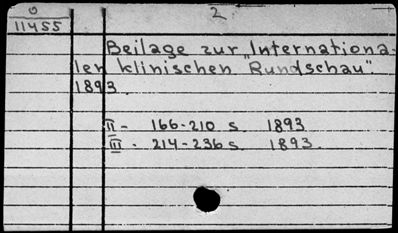 0
2
11455
Beilage zur "Internationa-
len klinischen Rundschau".
1893.
II - 166-210 s. 1893
III - 214-236 s. 1893